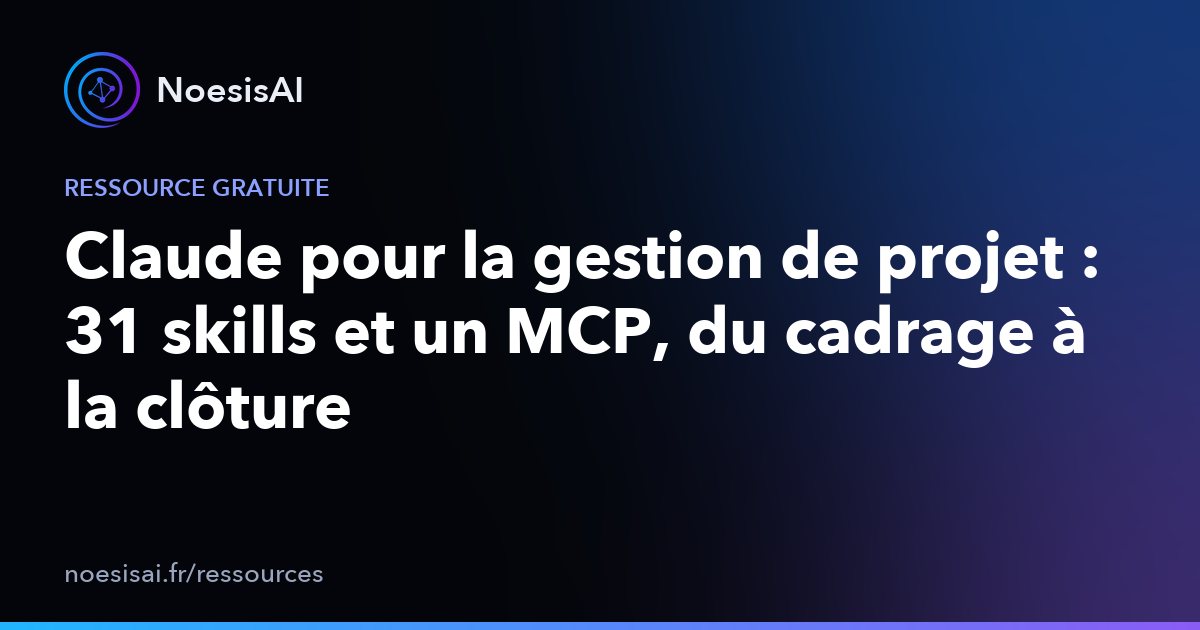 NoesisAI
RESSOURCE GRATUITE
Claude pour la gestion de projet :
31 skills et un MCP, du cadrage à
la clôture
noesisai.fr/ressources